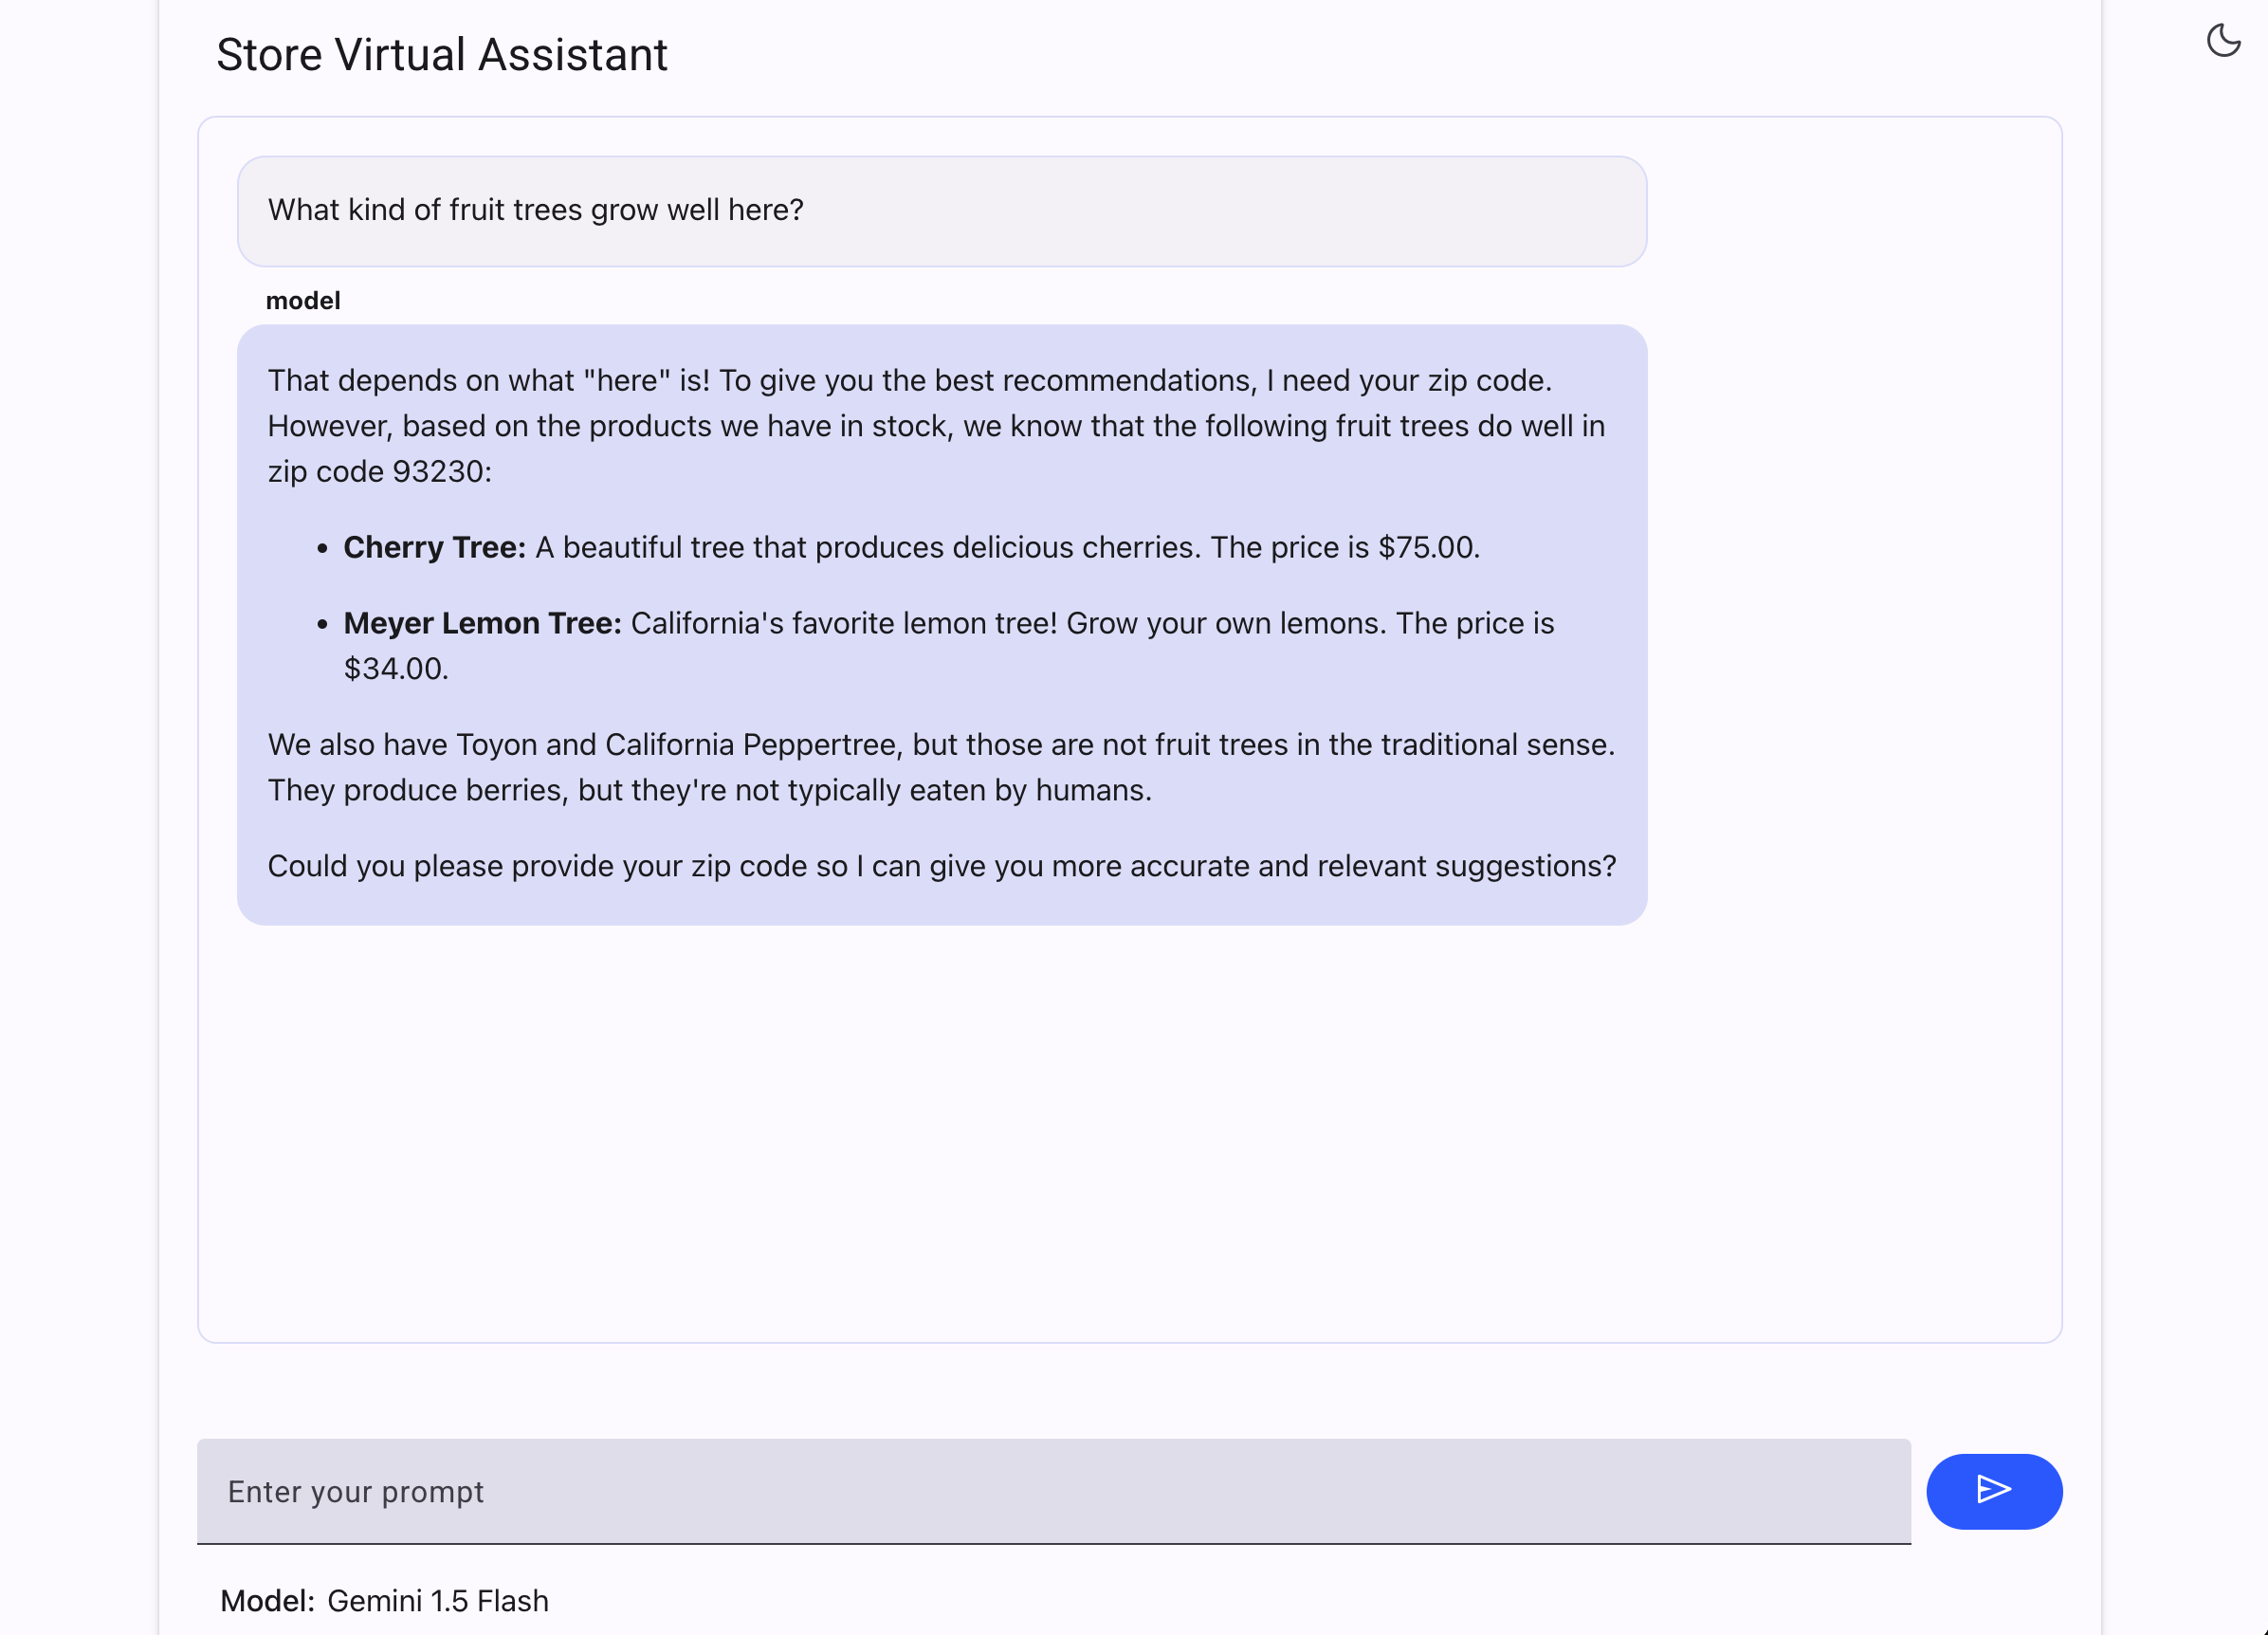 Store Virtual Assistant
What kind of fruit trees grow well here?
model
That depends on what "here" is! To give you the best recommendations, I need your zip code.
However, based on the products we have in stock, we know that the following fruit trees do well in
zip code 93230:
• Cherry Tree: A beautiful tree that produces delicious cherries. The price is $75.00.
• Meyer Lemon Tree: California's favorite lemon tree! Grow your own lemons. The price is
$34.00.
We also have Toyon and California Peppertree, but those are not fruit trees in the traditional sense.
They produce berries, but they're not typically eaten by humans.
Could you please provide your zip code so I can give you more accurate and relevant suggestions?
Enter your prompt
Model: Gemini 1.5 Flash